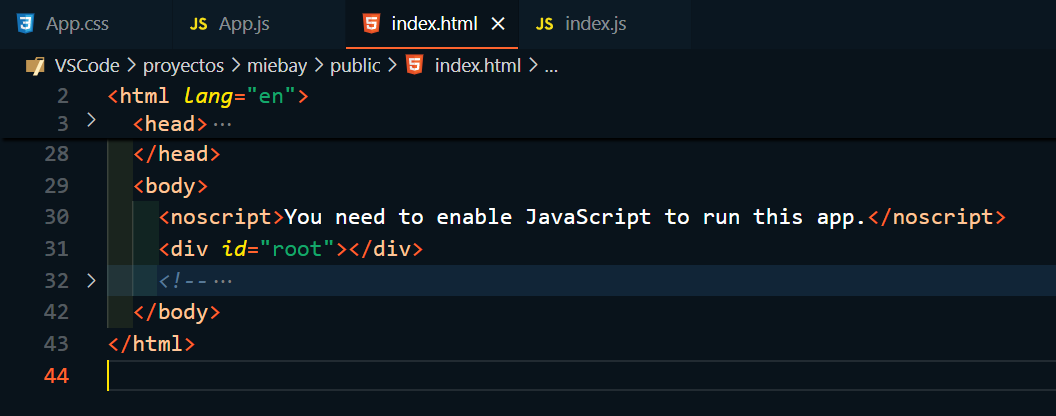 App.css JS App.js index.html × JS index.js
VSCode > proyectos > miebay > public > index.html > ...
2 <html lang="en">
3 > <head>…
28 </head>
29 <body>
30 <noscript>You need to enable JavaScript to run this app.</noscript>
31 <div id="root"></div>
32 > <!--…
42 </body>
43 </html>
44